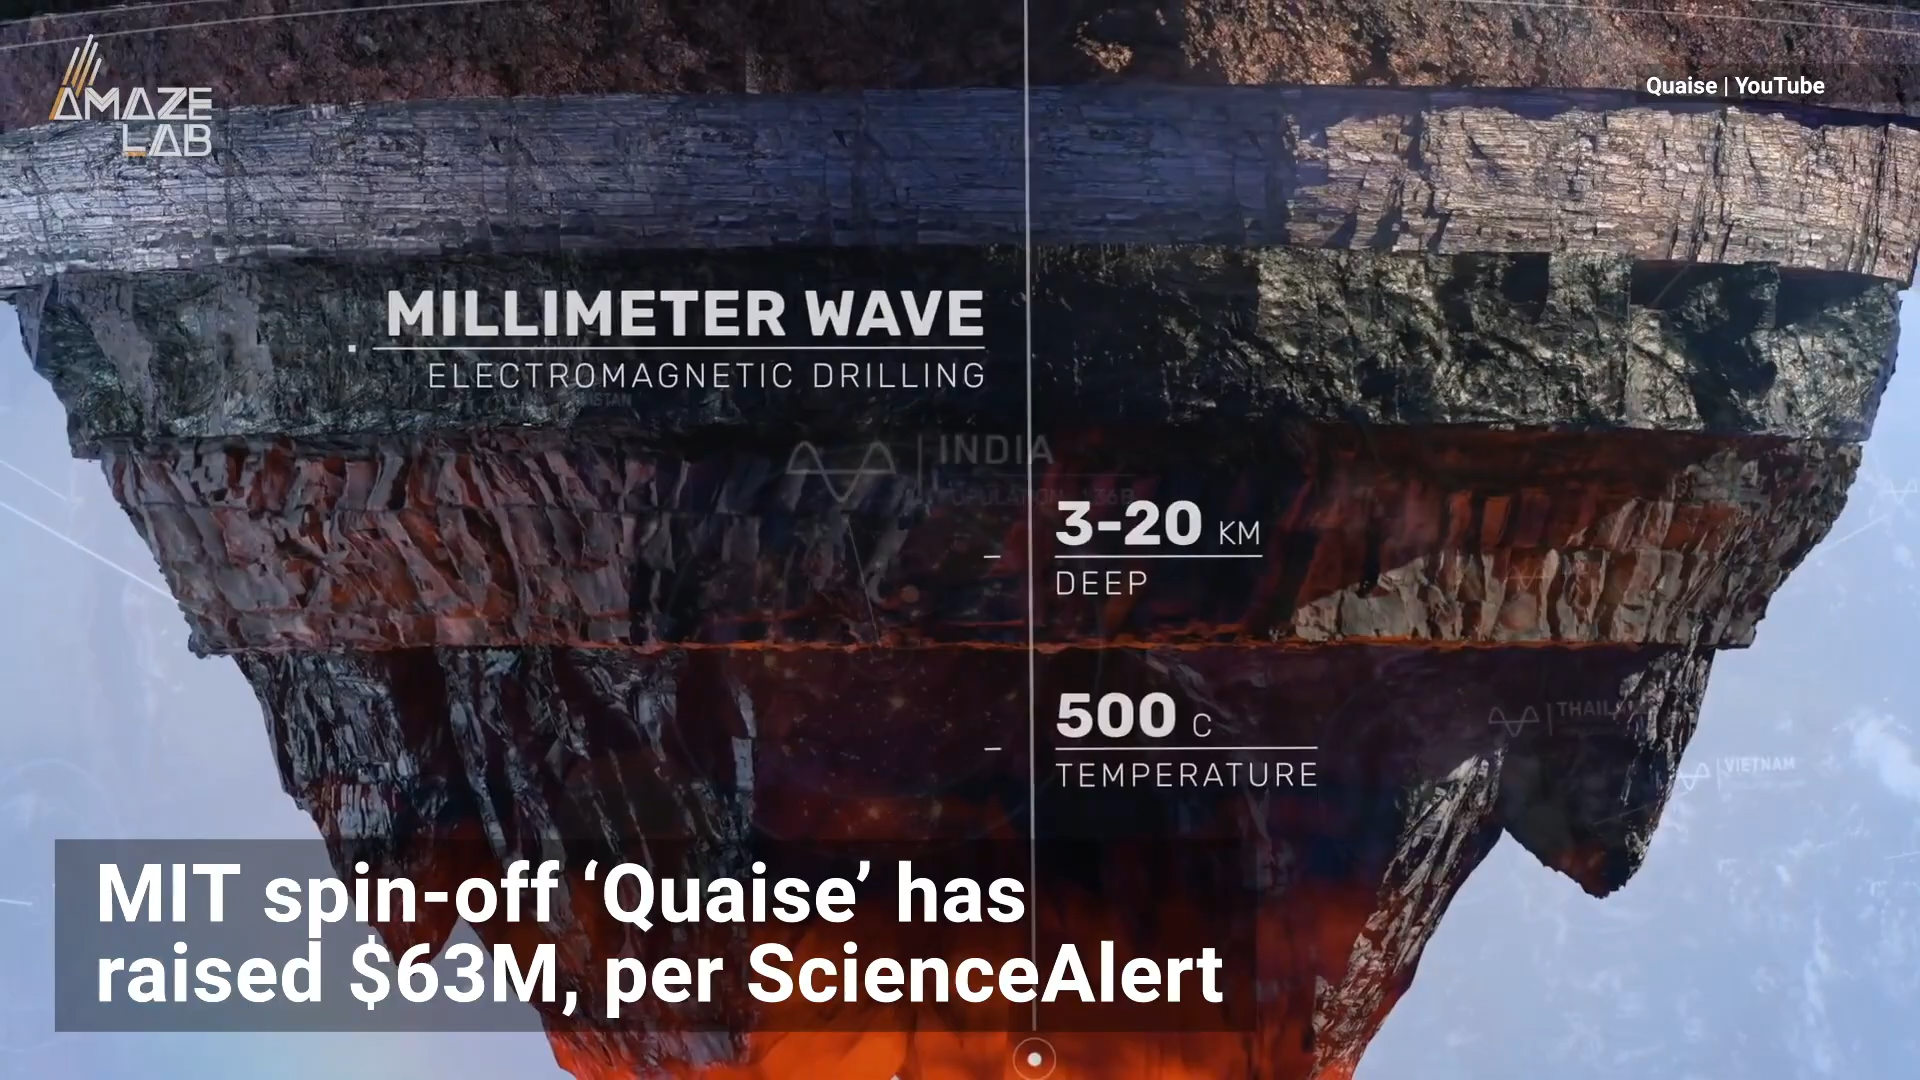 AMAZE
LAB
Quaise | YouTube
MILLIMETER WAVE
ELECTROMAGNETIC DRILLING
INDIA
3-20 KM
DEEP
500 C
TEMPERATURE
VIETNAM
MIT spin-off ‘Quaise’ has
raised $63M, per ScienceAlert